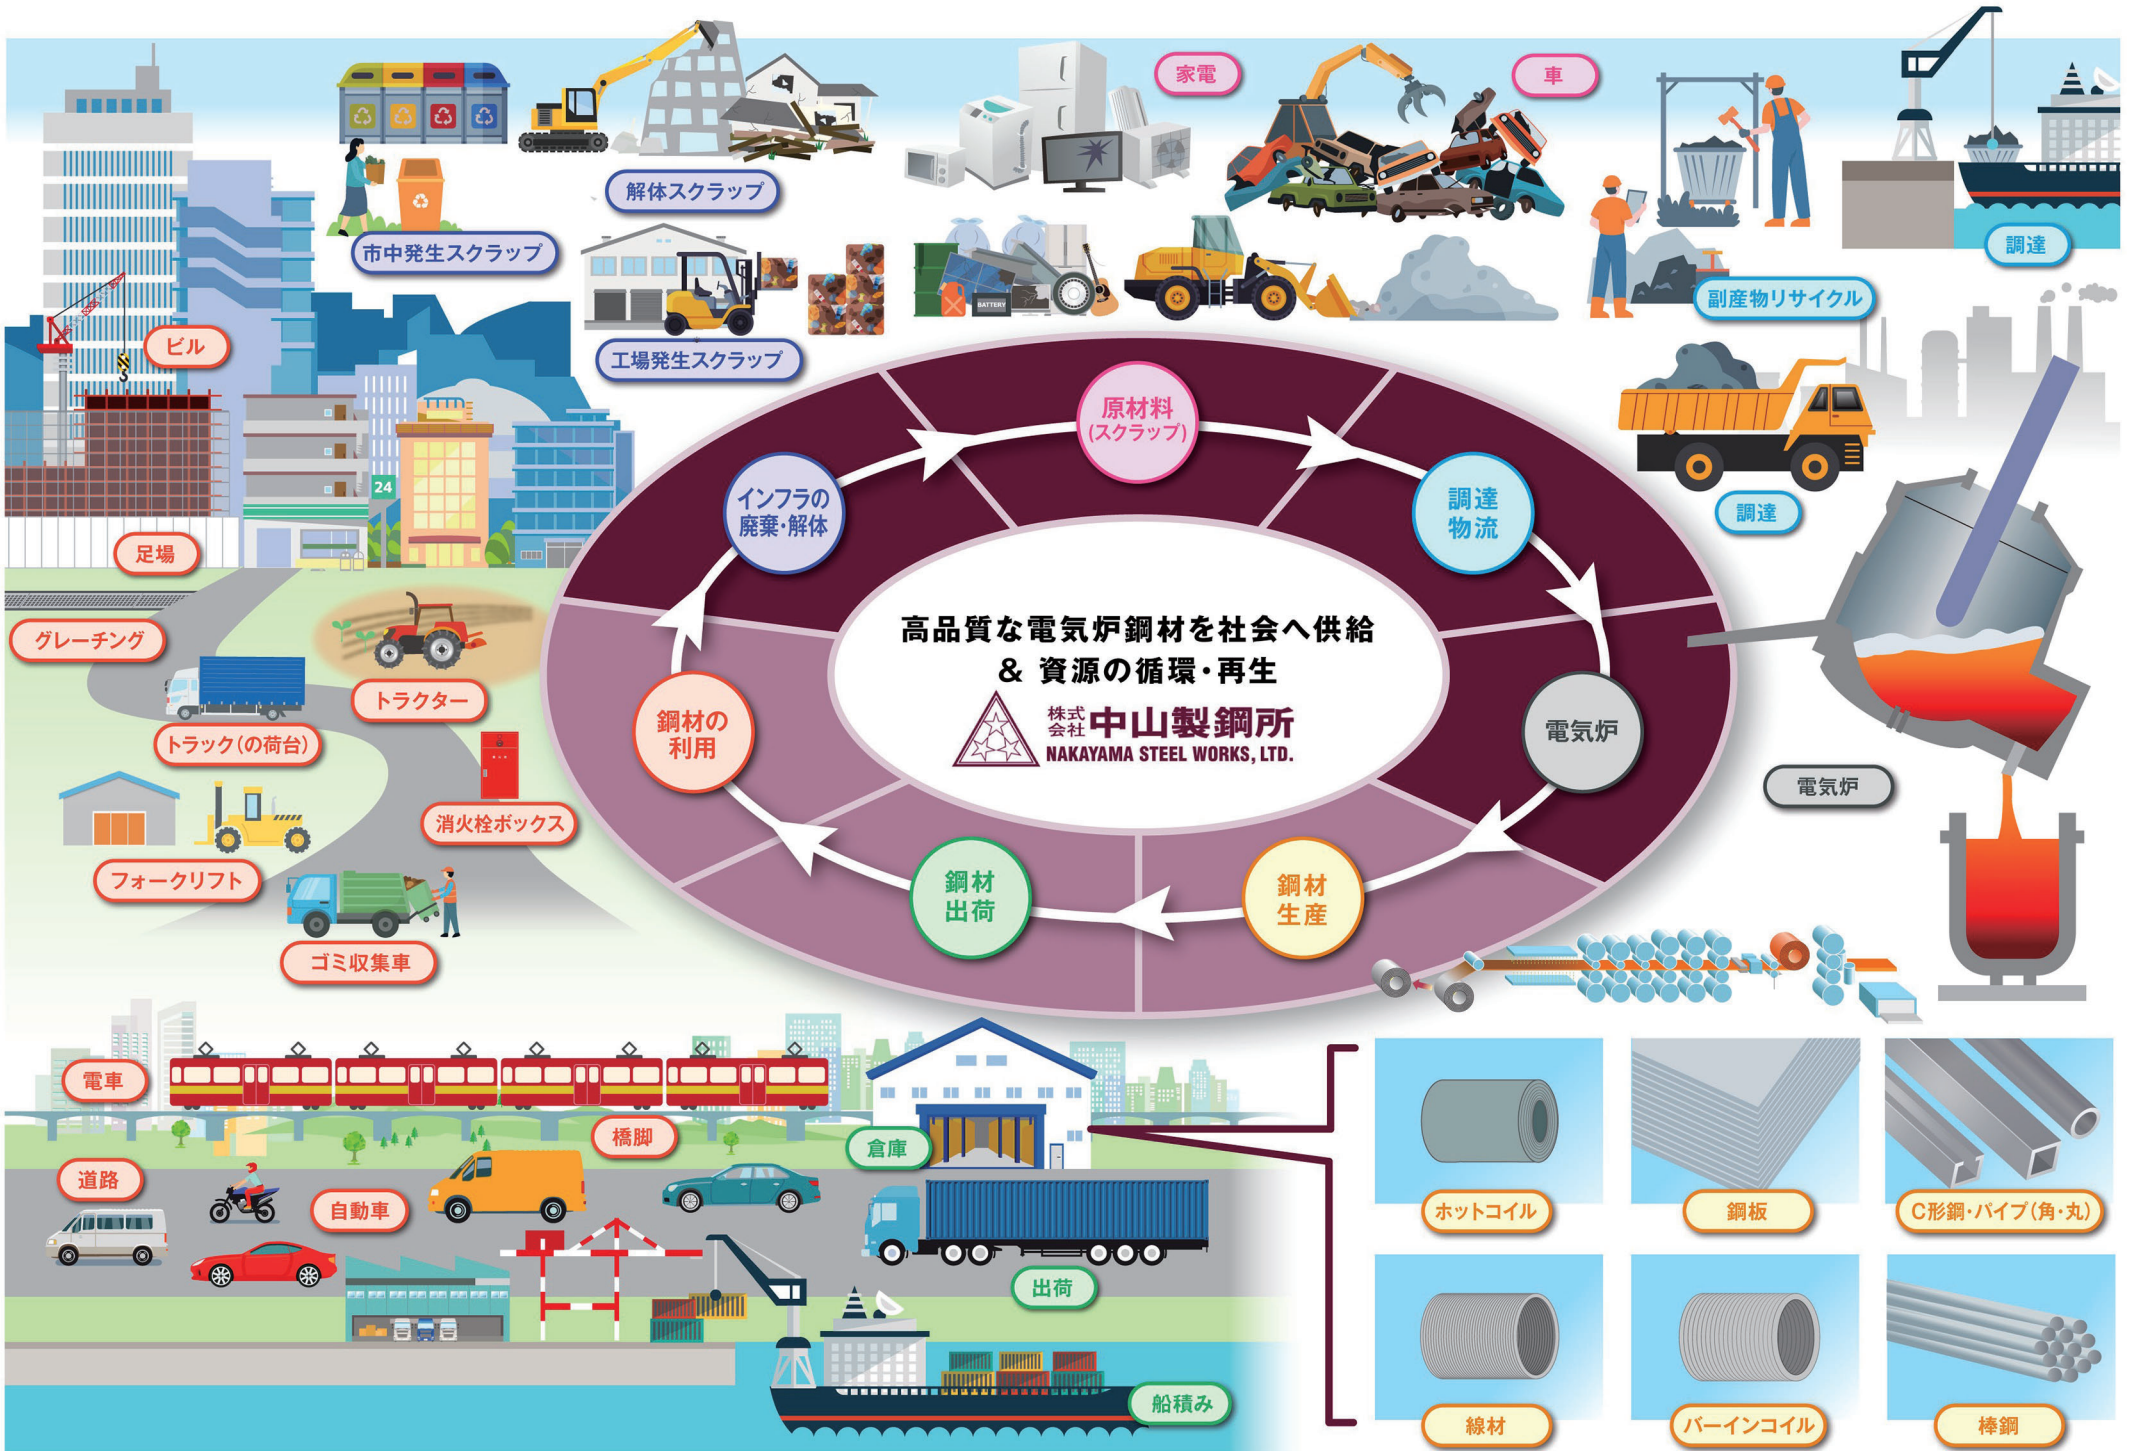 家電
車
解体スクラップ
市中発生スクラップ
調達
BATTERY
副産物リサイクル
ビル
工場発生スクラップ
原材料
(スクラップ)
インフラの
廃棄・解体
調達
物流
24
調達
足場
グレーチング
トラクター
高品質な電気炉鋼材を社会へ供給
& 資源の循環・再生
株式
会社
中山製鋼所
NAKAYAMA STEEL WORKS, LTD.
鋼材の
利用
電気炉
トラック(の荷台)
電気炉
消火栓ボックス
フォークリフト
鋼材
出荷
鋼材
生産
ゴミ収集車
電車
橋脚
倉庫
道路
自動車
ホットコイル
鋼板
C形鋼・パイプ(角・丸)
出荷
船積み
線材
バーインコイル
棒鋼